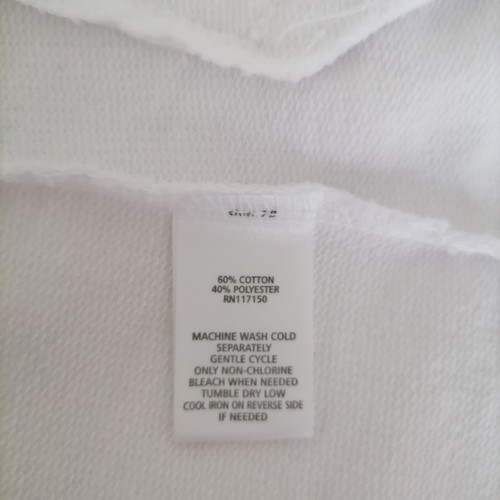 60% COTTON
40% POLYESTER
RN117150
MACHINE WASH COLD
SEPARATELY
GENTLE CYCLE
ONLY NON-CHLORINE
BLEACH WHEN NEEDED
TUMBLE DRY LOW
COOL IRON ON REVERSE SIDE
IF NEEDED